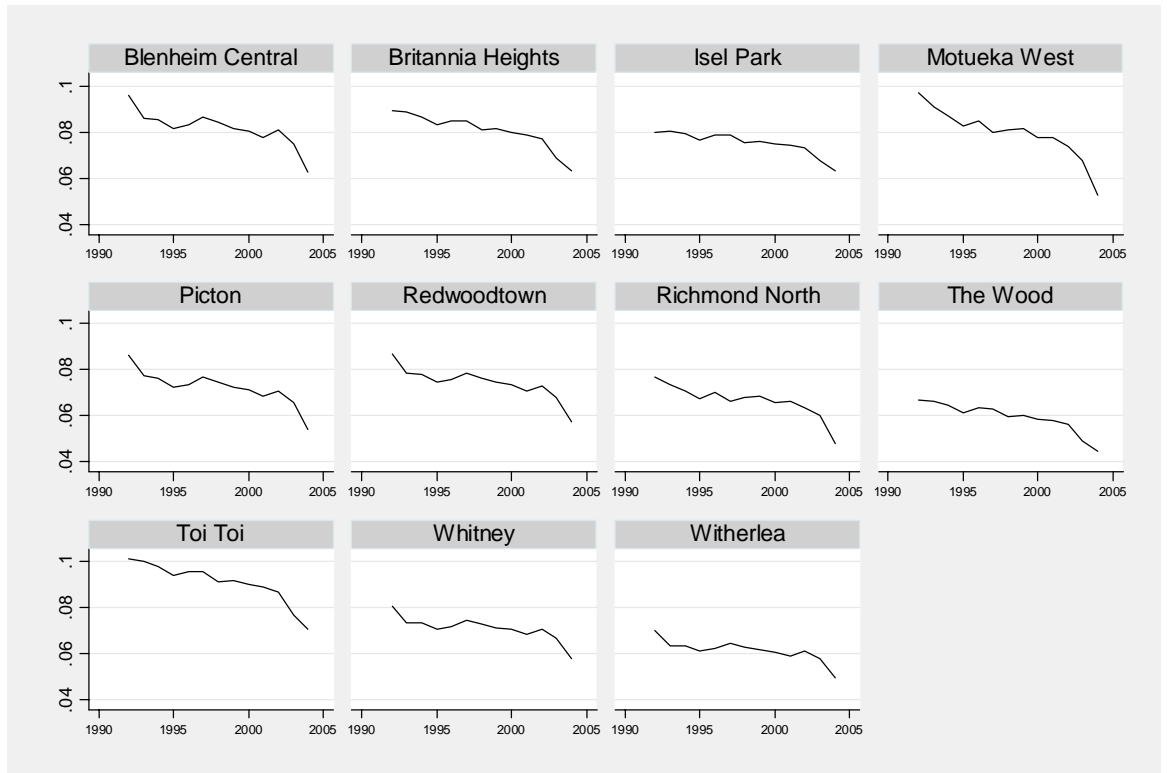 Blenheim Central Britannia Heights Isel Park Motueka West
.1
.08
.06
.04
1990 1995 2000 2005 1990 1995 2000 2005 1990 1995 2000 2005 1990 1995 2000 2005
Picton Redwoodtown Richmond North The Wood
.1
.08
.06
.04
1990 1995 2000 2005 1990 1995 2000 2005 1990 1995 2000 2005 1990 1995 2000 2005
Toi Toi Whitney Witherlea
.1
.08
.06
.04
1990 1995 2000 2005 1990 1995 2000 2005 1990 1995 2000 2005